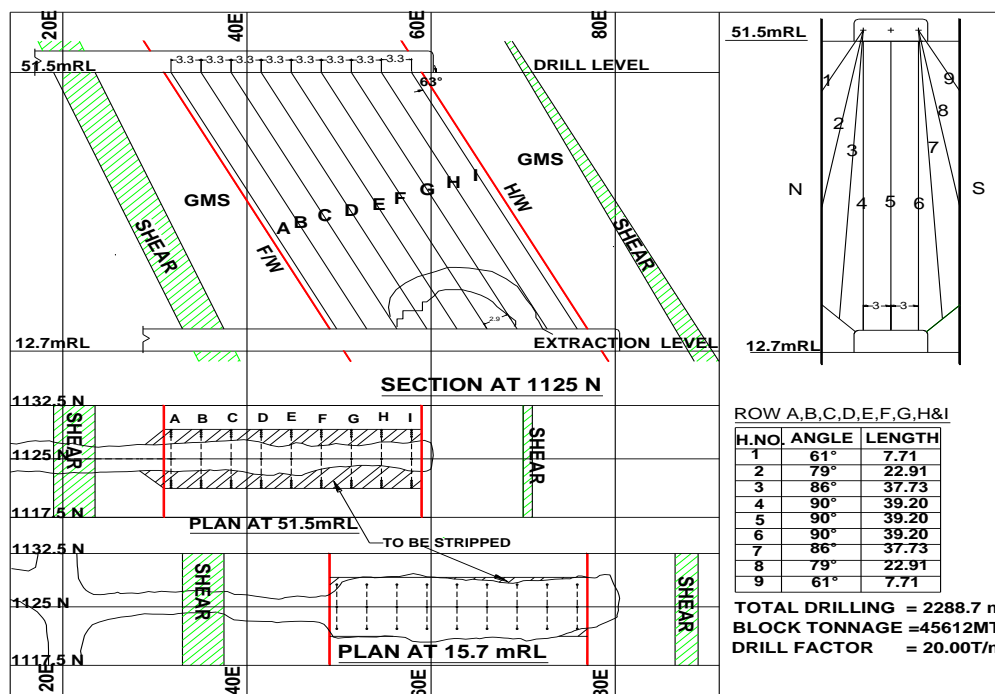 20E 40E 60E 80E
51.5mRL
3.3 3.3 3.3 3.3 3.3 3.3 3.3 3.3
DRILL LEVEL
63°
GMS
GMS
A B C D E F G H I
SHEAR
F/W
H/W
SHEAR
2.9
12.7mRL
EXTRACTION LEVEL
SECTION AT 1125 N
1132.5 N
A B C D E F G H I
SHEAR
SHEAR
1125 N
1117.5 N
PLAN AT 51.5mRL
TO BE STRIPPED
1132.5 N
SHEAR
SHEAR
1125 N
1117.5 N
PLAN AT 15.7 mRL
20E 40E 60E 80E
51.5mRL
1 9
2 8
3 7
4 5 6
N S
3 3
12.7mRL
ROW A,B,C,D,E,F,G,H&I
H.NO. ANGLE LENGTH
1 61° 7.71
2 79° 22.91
3 86° 37.73
4 90° 39.20
5 90° 39.20
6 90° 39.20
7 86° 37.73
8 79° 22.91
9 61° 7.71
TOTAL DRILLING = 2288.7 m
BLOCK TONNAGE =45612MT
DRILL FACTOR = 20.00T/m